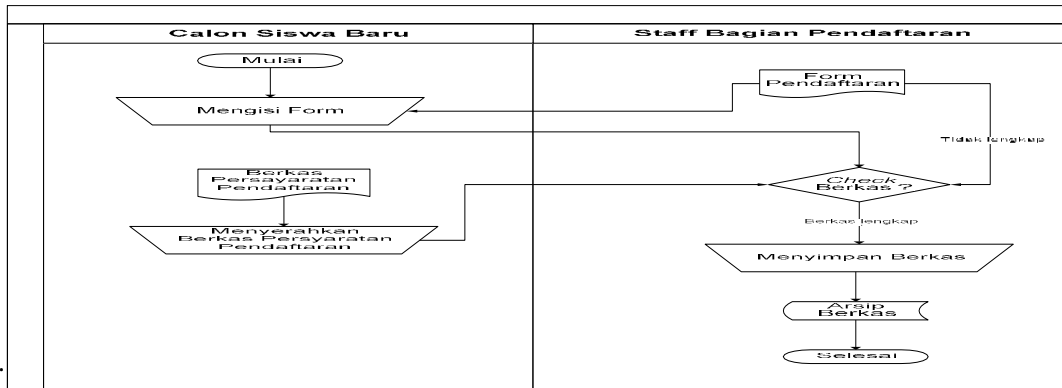 Calon Siswa Baru
Staff Bagian Pendaftaran
Mulai
Form
Pendaftaran
Mengisi Form
Tidak lengkap
Berkas
Persayaratan
Pendaftaran
Check
Berkas ?
Berkas lengkap
Menyerahkan
Berkas Persyaratan
Pendaftaran
Menyimpan Berkas
Arsip
Berkas
Selesai